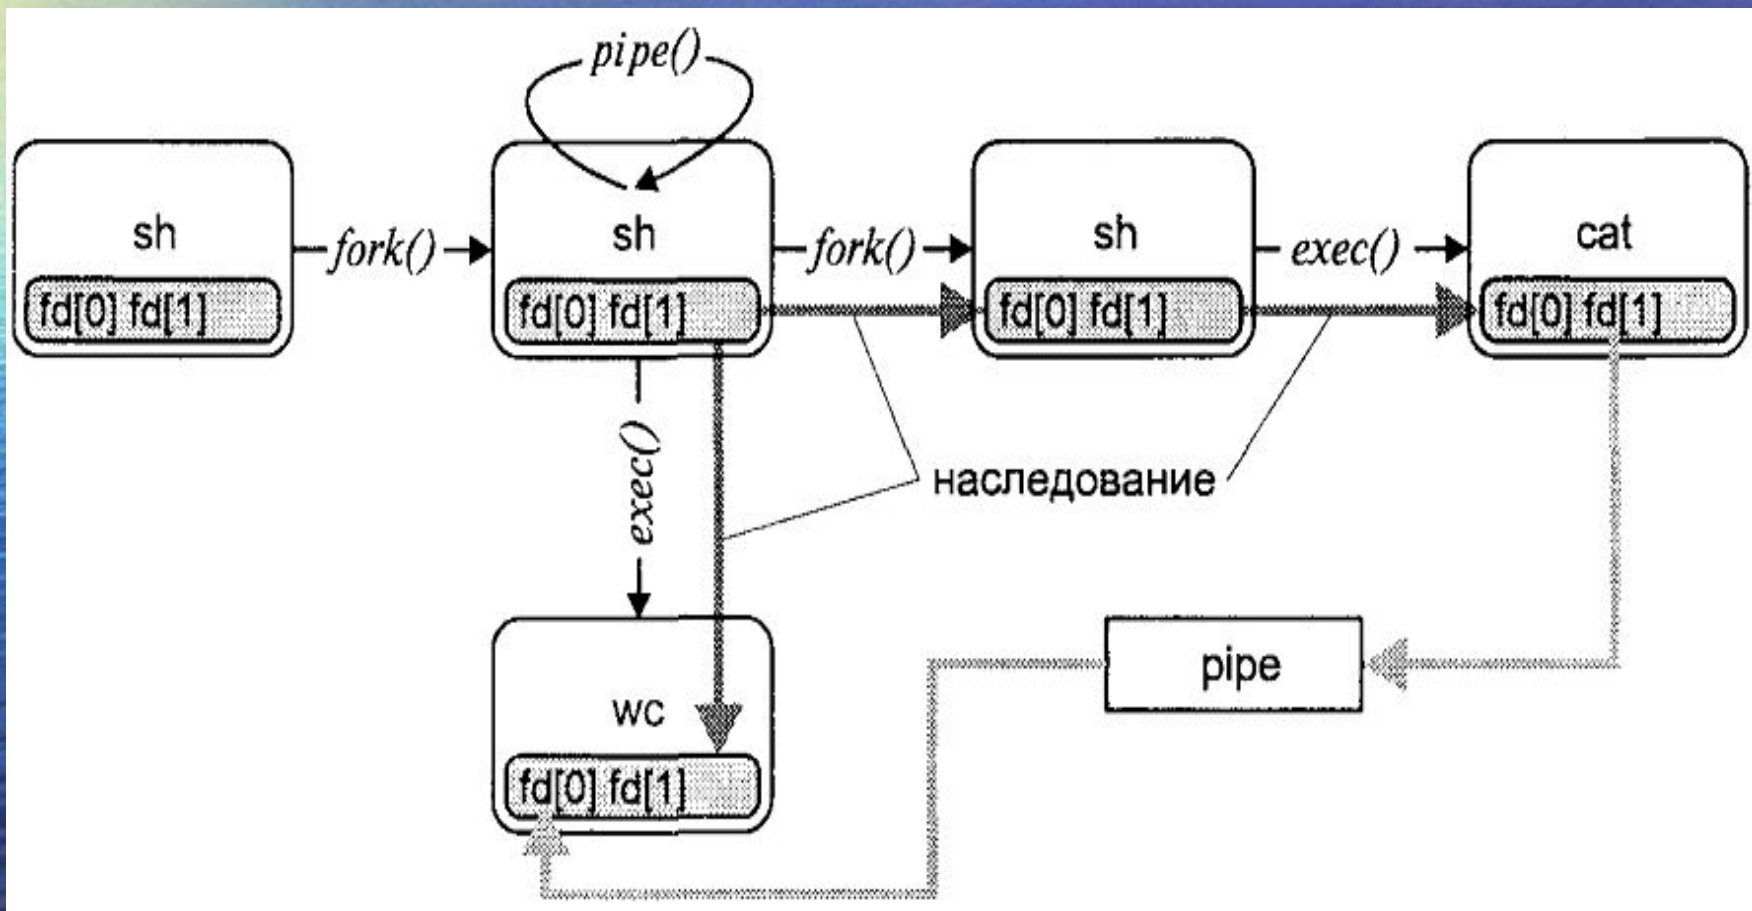 pipe()
sh
fork()
sh
fork()
sh
exec()
cat
fd[0] fd[1]
fd[0] fd[1]
fd[0] fd[1]
fd[0] fd[1]
exec()
наследование
pipe
wc
fd[0] fd[1]